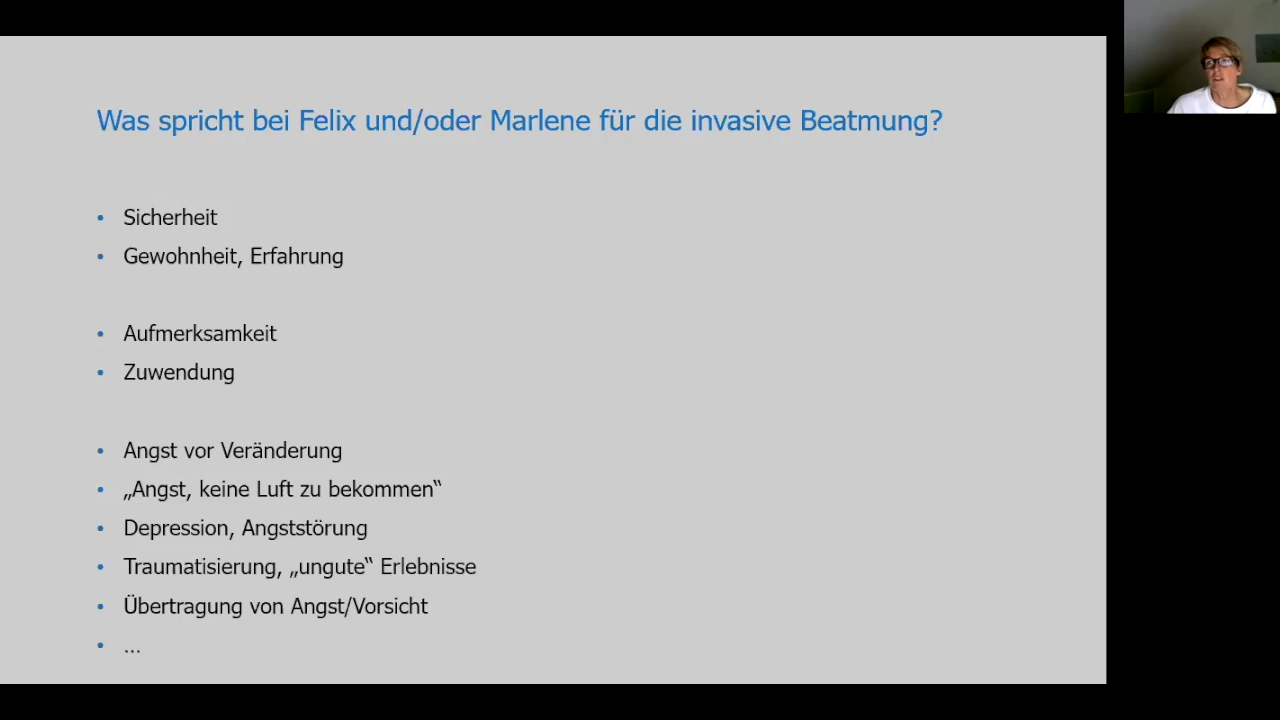 Was spricht bei Felix und/oder Marlene für die invasive Beatmung?
• Sicherheit
• Gewohnheit, Erfahrung
• Aufmerksamkeit
• Zuwendung
• Angst vor Veränderung
• „Angst, keine Luft zu bekommen“
• Depression, Angststörung
• Traumatisierung, „ungute“ Erlebnisse
• Übertragung von Angst/Vorsicht
• ...